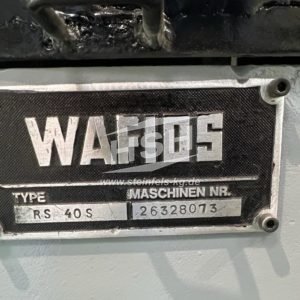 WAFIOS
www.steinfels-kg.de
TYPE MASCHINEN NR.
RS 40 S 26328073